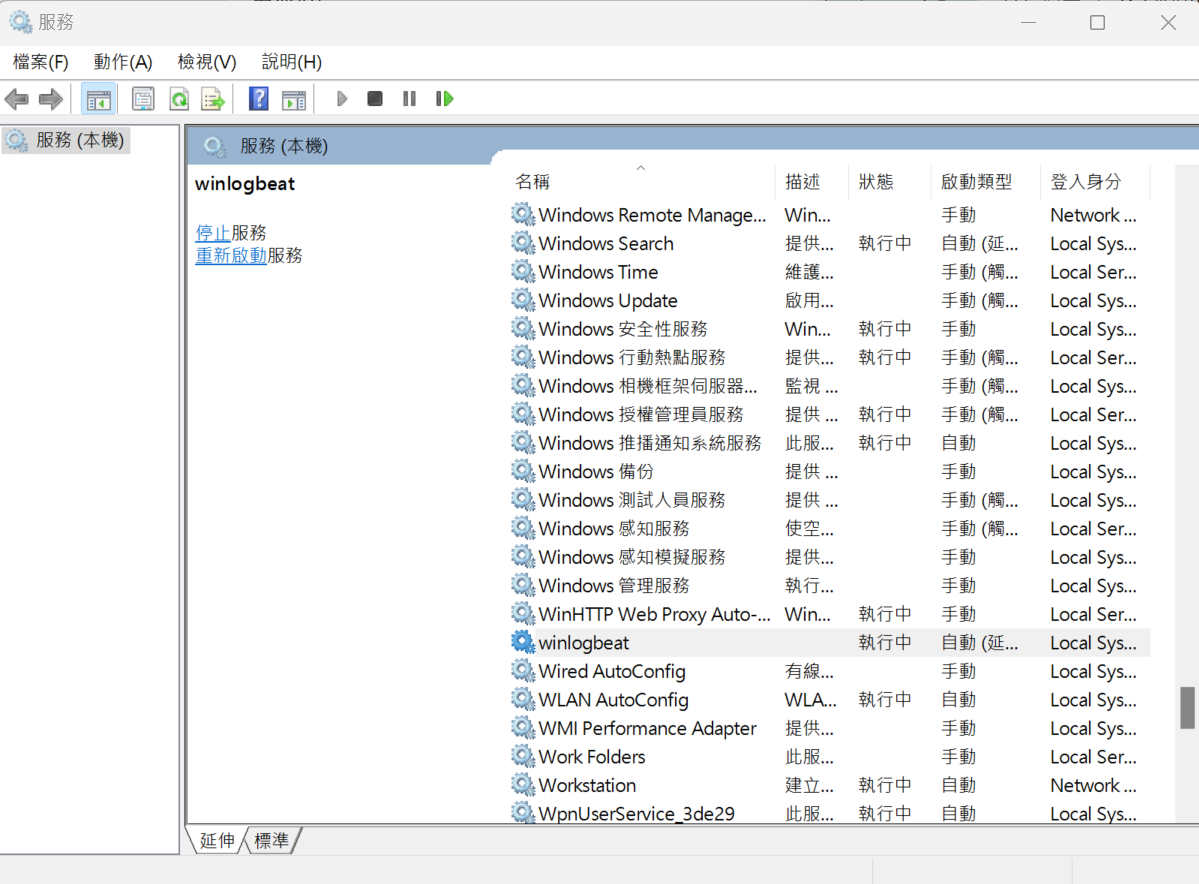 服務
檔案(F) 動作(A) 檢視(V) 說明(H)
服務 (本機)
服務 (本機)
winlogbeat
停止服務
重新啟動服務
名稱 描述 狀態 啟動類型 登入身分
Windows Remote Manage... Win... 手動 Network ...
Windows Search 提供... 執行中 自動 (延... Local Sys...
Windows Time 維護... 手動 (觸... Local Ser...
Windows Update 啟用... 手動 (觸... Local Sys...
Windows 安全性服務 Win... 執行中 手動 Local Sys...
Windows 行動熱點服務 提供... 執行中 手動 (觸... Local Ser...
Windows 相機框架伺服器... 監視 ... 手動 (觸... Local Sys...
Windows 授權管理員服務 提供 ... 執行中 手動 (觸... Local Ser...
Windows 推播通知系統服務 此服... 執行中 自動 Local Sys...
Windows 備份 提供 ... 手動 Local Sys...
Windows 測試人員服務 提供 ... 手動 (觸... Local Sys...
Windows 感知服務 使空... 手動 (觸... Local Ser...
Windows 感知模擬服務 提供... 手動 Local Sys...
Windows 管理服務 執行... 手動 Local Sys...
WinHTTP Web Proxy Auto-... Win... 執行中 手動 Local Ser...
winlogbeat 執行中 自動 (延... Local Sys...
Wired AutoConfig 有線... 手動 Local Sys...
WLAN AutoConfig WLA... 執行中 自動 Local Sys...
WMI Performance Adapter 提供... 手動 Local Sys...
Work Folders 此服... 手動 Local Ser...
Workstation 建立... 執行中 自動 Network ...
WpnUserService_3de29 此服... 執行中 自動 Local Sys...
延伸 標準